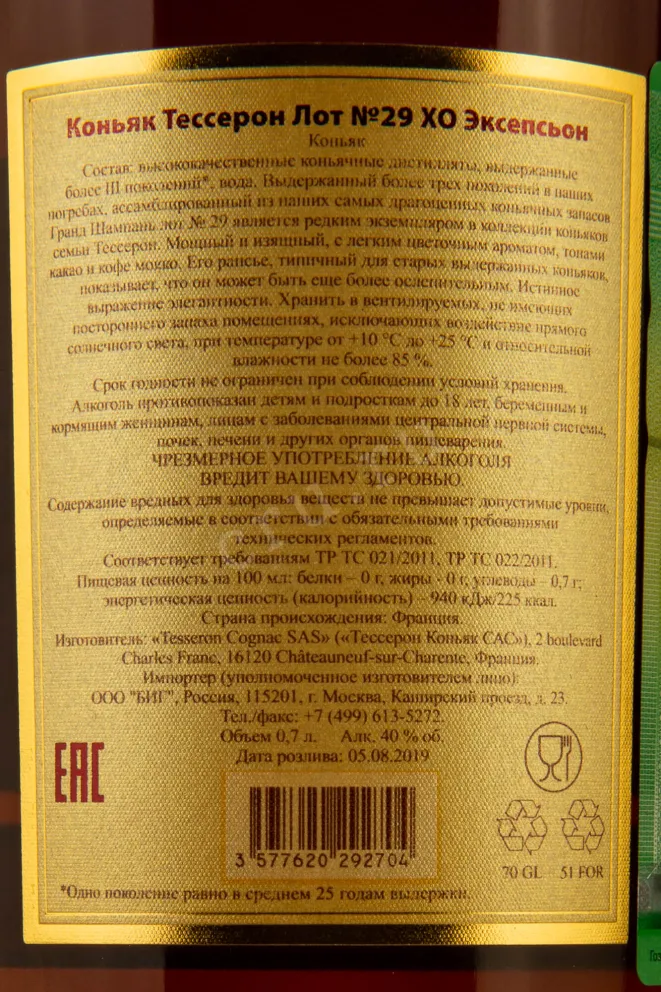 Коньяк Тессерон Лот №29 ХО Эксепсьон
Коньяк
Состав: высококачественные коньячные дистилляты, выдержанные
более III поколений*, вода. Выдержанный более трех поколений в наших
погребах, ассамблированный из наших самых драгоценных коньячных запасов
Гранд Шампань лот № 29 является редким экземпляром в коллекции коньяков
семьи Тессерон. Мощный и изящный, с легким цветочным ароматом, тонами
какао и кофе мокко. Его рансье, типичный для старых выдержанных коньяков,
показывает, что он может быть еще более ослепительным. Истинное
выражение элегантности. Хранить в вентилируемых, не имеющих
постороннего запаха помещениях, исключающих воздействие прямого
солнечного света, при температуре от +10 °С до +25 °С и относительной
влажности не более 85 %.
Срок годности не ограничен при соблюдении условий хранения.
Алкоголь противопоказан детям и подросткам до 18 лет, беременным и
кормящим женщинам, лицам с заболеваниями центральной нервной системы,
почек, печени и других органов пищеварения.
ЧРЕЗМЕРНОЕ УПОТРЕБЛЕНИЕ АЛКОГОЛЯ
ВРЕДИТ ВАШЕМУ ЗДОРОВЬЮ.
Содержание вредных для здоровья веществ не превышает допустимые уровни,
определяемые в соответствии с обязательными требованиями
технических регламентов.
Соответствует требованиям ТР ТС 021/2011, ТР ТС 022/2011.
Пищевая ценность на 100 мл: белки – 0 г, жиры - 0 г, углеводы – 0,7 г;
энергетическая ценность (калорийность) – 940 кДж/225 ккал.
Страна происхождения: Франция.
Изготовитель: «Tesseron Cognac SAS» («Тессерон Коньяк САС»), 2 boulevard
Charles Franc, 16120 Châteauneuf-sur-Charente, Франция.
Импортер (уполномоченное изготовителем лицо):
ООО "БИГ", Россия, 115201, г. Москва, Каширский проезд, д. 23.
Тел./факс: +7 (499) 613-5272.
Объем 0,7 л. Алк. 40 % об.
Дата розлива: 05.08.2019
EAC
3 577620 292704
70 GL 51 FOR
*Одно поколение равно в среднем 25 годам выдержки.